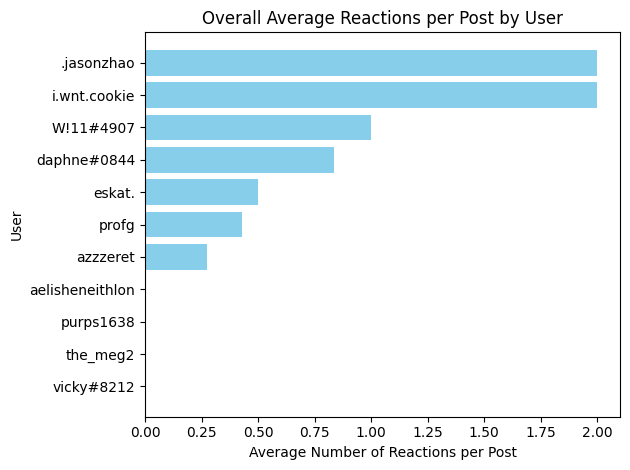 Overall Average Reactions per Post by User
.jasonzhao
i.wnt.cookie
W!11#4907
daphne#0844
eskat.
profg
azzzeret
aelisheneithlon
purps1638
the_meg2
vicky#8212
User
0.00 0.25 0.50 0.75 1.00 1.25 1.50 1.75 2.00
Average Number of Reactions per Post